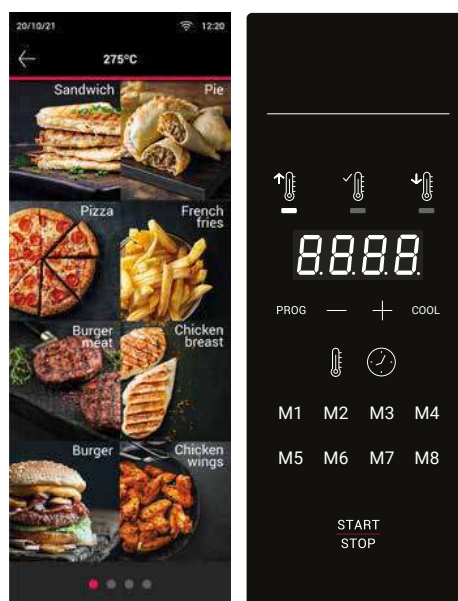 20/10/21 12:20
275°C
Sandwich
Pie
Pizza
French
fries
Burger
meat
Chicken
breast
Burger
Chicken
wings
8.8.8.8.
PROG — + COOL
M1 M2 M3 M4
M5 M6 M7 M8
START
STOP